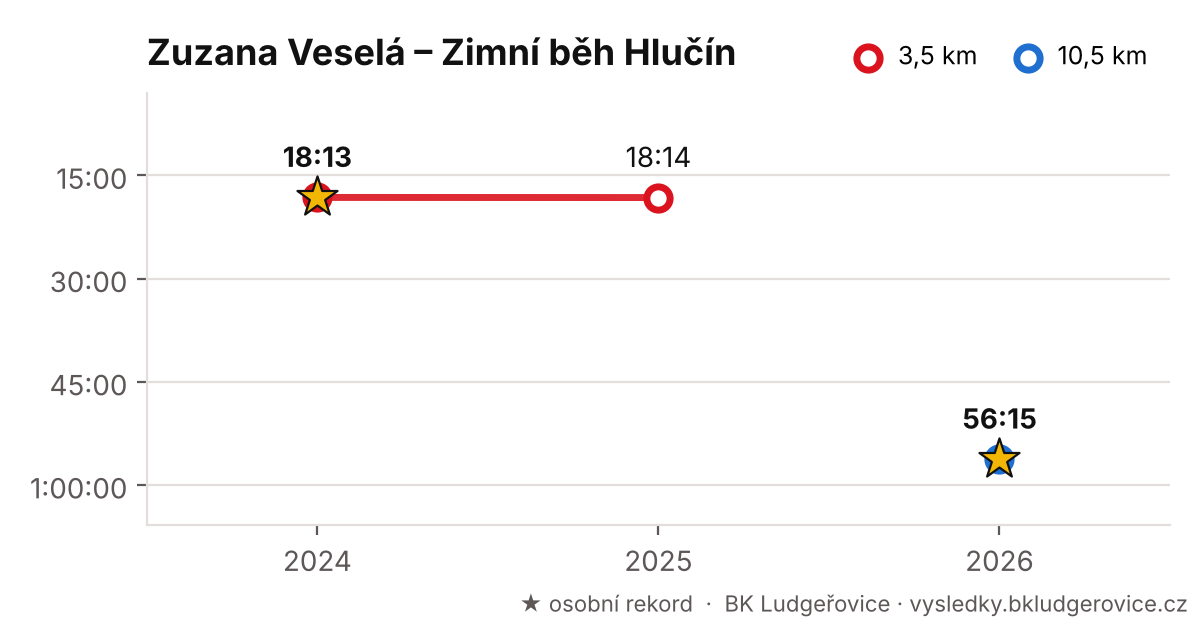 Zuzana Veselá – Zimní běh Hlučín
3,5 km
10,5 km
18:13
18:14
15:00
30:00
45:00
56:15
1:00:00
2024
2025
2026
★ osobní rekord · BK Ludgeřovice · vysledky.bkludgerovice.cz